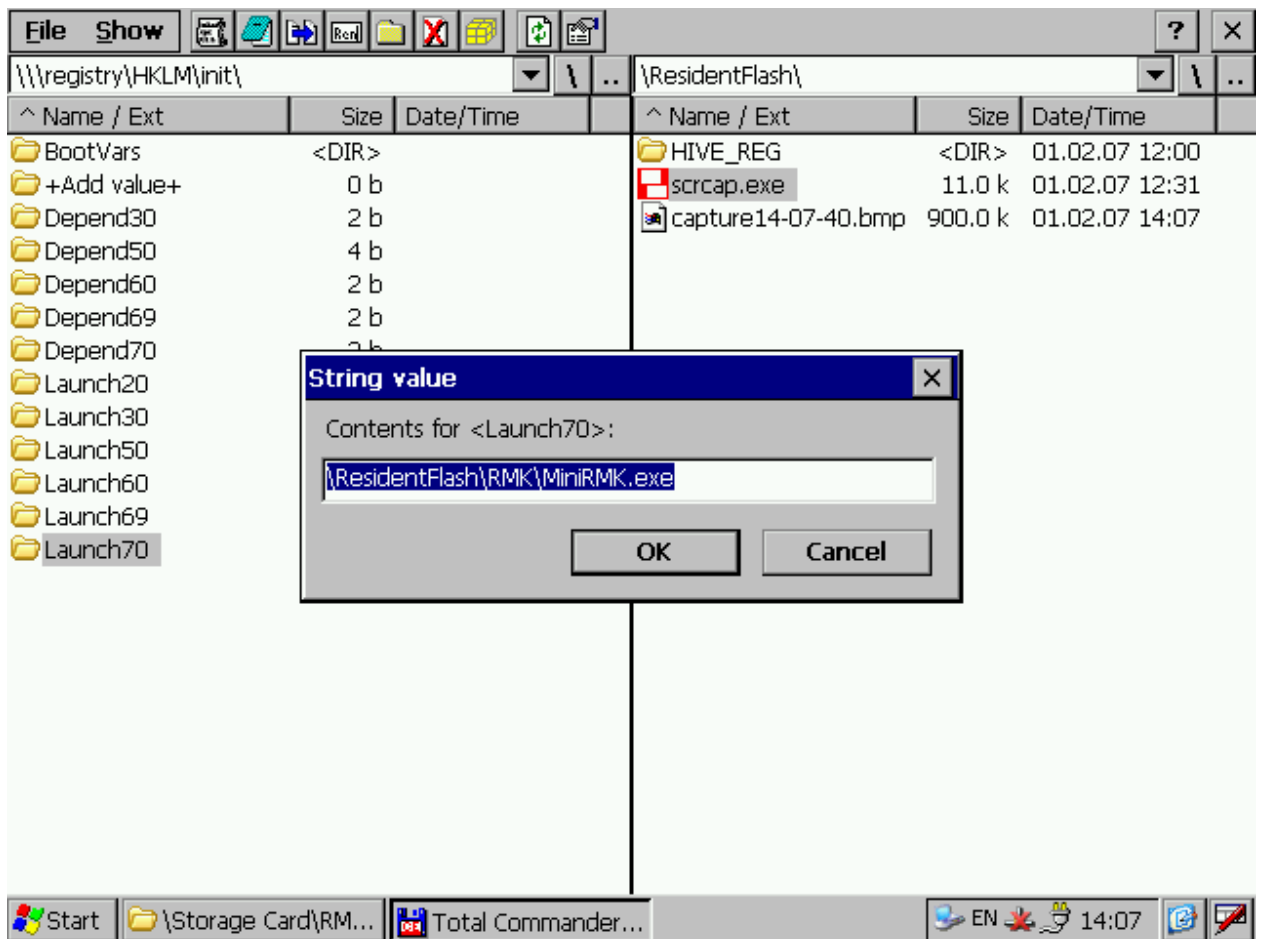 File Show Ren ? ×
\\\registry\HKLM\init\ \ .. \ResidentFlash\ \ ..
^ Name / Ext Size Date/Time ^ Name / Ext Size Date/Time
BootVars <DIR> HIVE_REG <DIR> 01.02.07 12:00
+Add value+ 0 b scrcap.exe 11.0 k 01.02.07 12:31
Depend30 2 b capture14-07-40.bmp 900.0 k 01.02.07 14:07
Depend50 4 b
Depend60 2 b
Depend69 2 b
Depend70
Launch20
Launch30
Launch50
Launch60
Launch69
Launch70
String value
Contents for <Launch70>:
\ResidentFlash\RMK\MiniRMK.exe
OK Cancel
Start \Storage Card\RM... Total Commander... EN 14:07